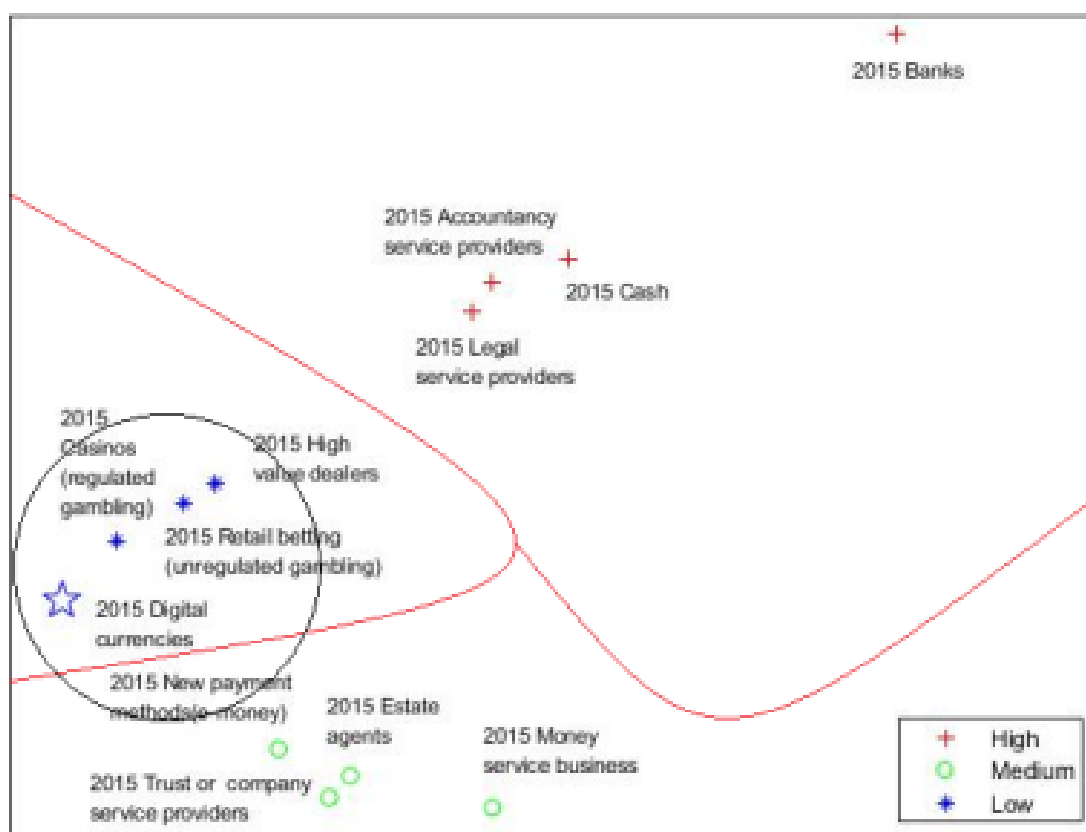 2015 Banks
2015 Accountancy
service providers
2015 Cash
2015 Legal
service providers
2015
Casinos
(regulated
gambling)
2015 High
value dealers
2015 Retail betting
(unregulated gambling)
2015 Digital
currencies
2015 New payment
methods(e money)
2015 Estate
agents
2015 Money
service business
2015 Trust or company
service providers
High
Medium
Low